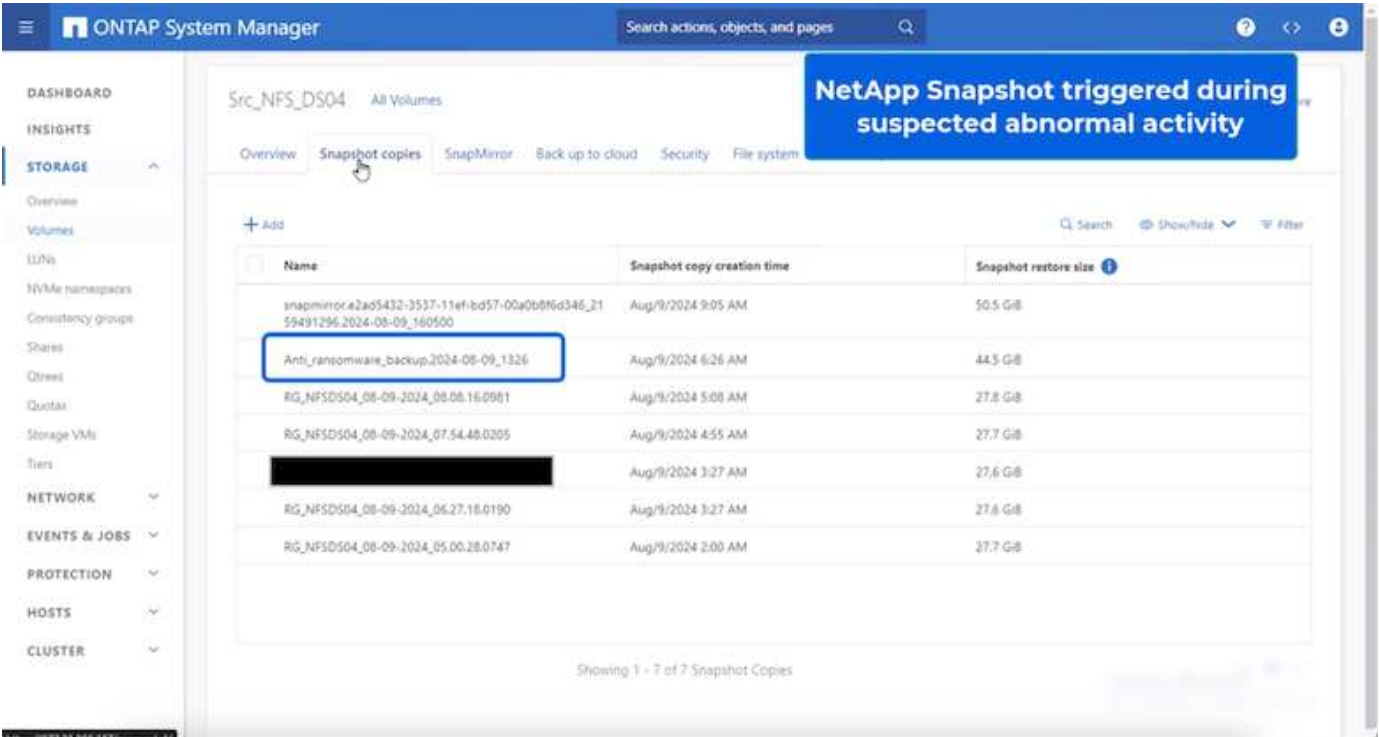 ONTAP System Manager
Search actions, objects, and pages
NetApp Snapshot triggered during
suspected abnormal activity
DASHBOARD
INSIGHTS
STORAGE
Overview
Volumes
LUNs
NVMe namespaces
Consistency groups
Shares
Qtrees
Quotas
Storage VMs
Tiers
NETWORK
EVENTS & JOBS
PROTECTION
HOSTS
CLUSTER
Src_NFS_DS04 All Volumes
Overview Snapshot copies SnapMirror Back up to cloud Security File system
Add
Search Show/hide Filter
Name Snapshot copy creation time Snapshot restore size
snapmirror.e2ad5432-3537-11ef-bd57-00a0b8f6d346_21
59491296.2024-08-09_160500 Aug/9/2024 9:05 AM 50.5 GiB
Anti_ransomware_backup.2024-08-09_1326 Aug/9/2024 6:26 AM 44.5 GiB
RG_NFSDS04_08-09-2024_08.08.16.0981 Aug/9/2024 5:08 AM 27.8 GiB
RG_NFSDS04_08-09-2024_07.54.48.0205 Aug/9/2024 4:55 AM 27.7 GiB
Aug/9/2024 3:27 AM 27.6 GiB
RG_NFSDS04_08-09-2024_06.27.18.0190 Aug/9/2024 3:27 AM 27.6 GiB
RG_NFSDS04_08-09-2024_05.00.28.0747 Aug/9/2024 2:00 AM 27.7 GiB
Showing 1 - 7 of 7 Snapshot Copies